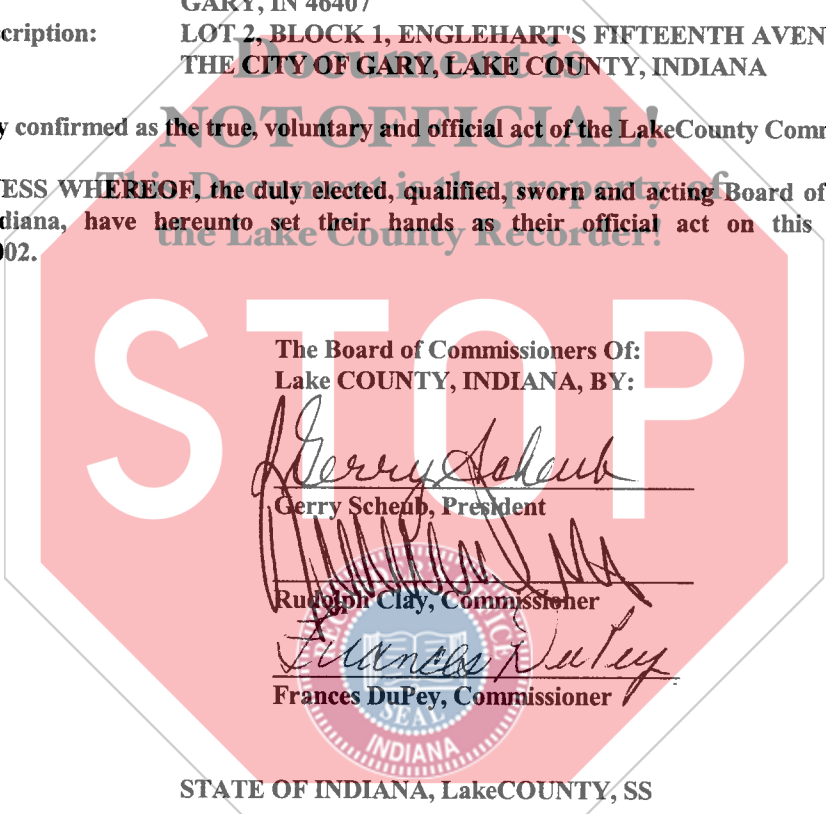 GARY, IN 46407
cription: LOT 2, BLOCK 1, ENGLEHART'S FIFTEENTH AVEN
Document is
THE CITY OF GARY, LAKE COUNTY, INDIANA
NOT OFFICIAL!
y confirmed as the true, voluntary and official act of the LakeCounty Comm
This Document is the property of
ESS WHEREOF, the duly elected, qualified, sworn and acting Board of
diana, have hereunto set their hands as their official act on this
the Lake County Recorder!
002.
STOP
The Board of Commissioners Of:
Lake COUNTY, INDIANA, BY:
Gerry Scheub
Gerry Scheub, President
Rudolph Clay, Commissioner
Frances DuPey
Frances DuPey, Commissioner
RECORDER'S OFFICE
SEAL
INDIANA
STATE OF INDIANA, LakeCOUNTY, SS